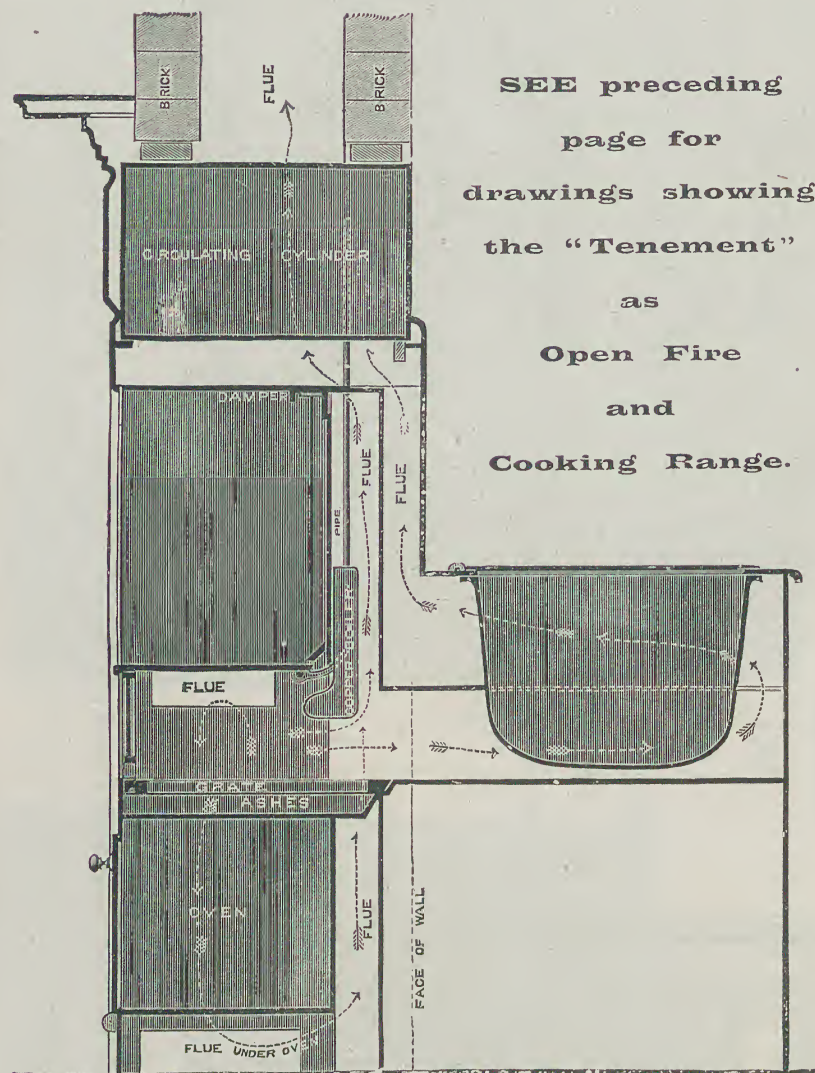 BRICK
FLUE
BRICK
SEE preceding
page for
drawings showing
the “Tenement”
as
Open Fire
and
Cooking Range.
CIRCULATING CYLINDER
DAMPER
FLUE
FLUE
PIPE
COPPER BOILER
FLUE
GRATE
ASHES
OVEN
FLUE
FACE OF WALL
FLUE UNDER OVEN